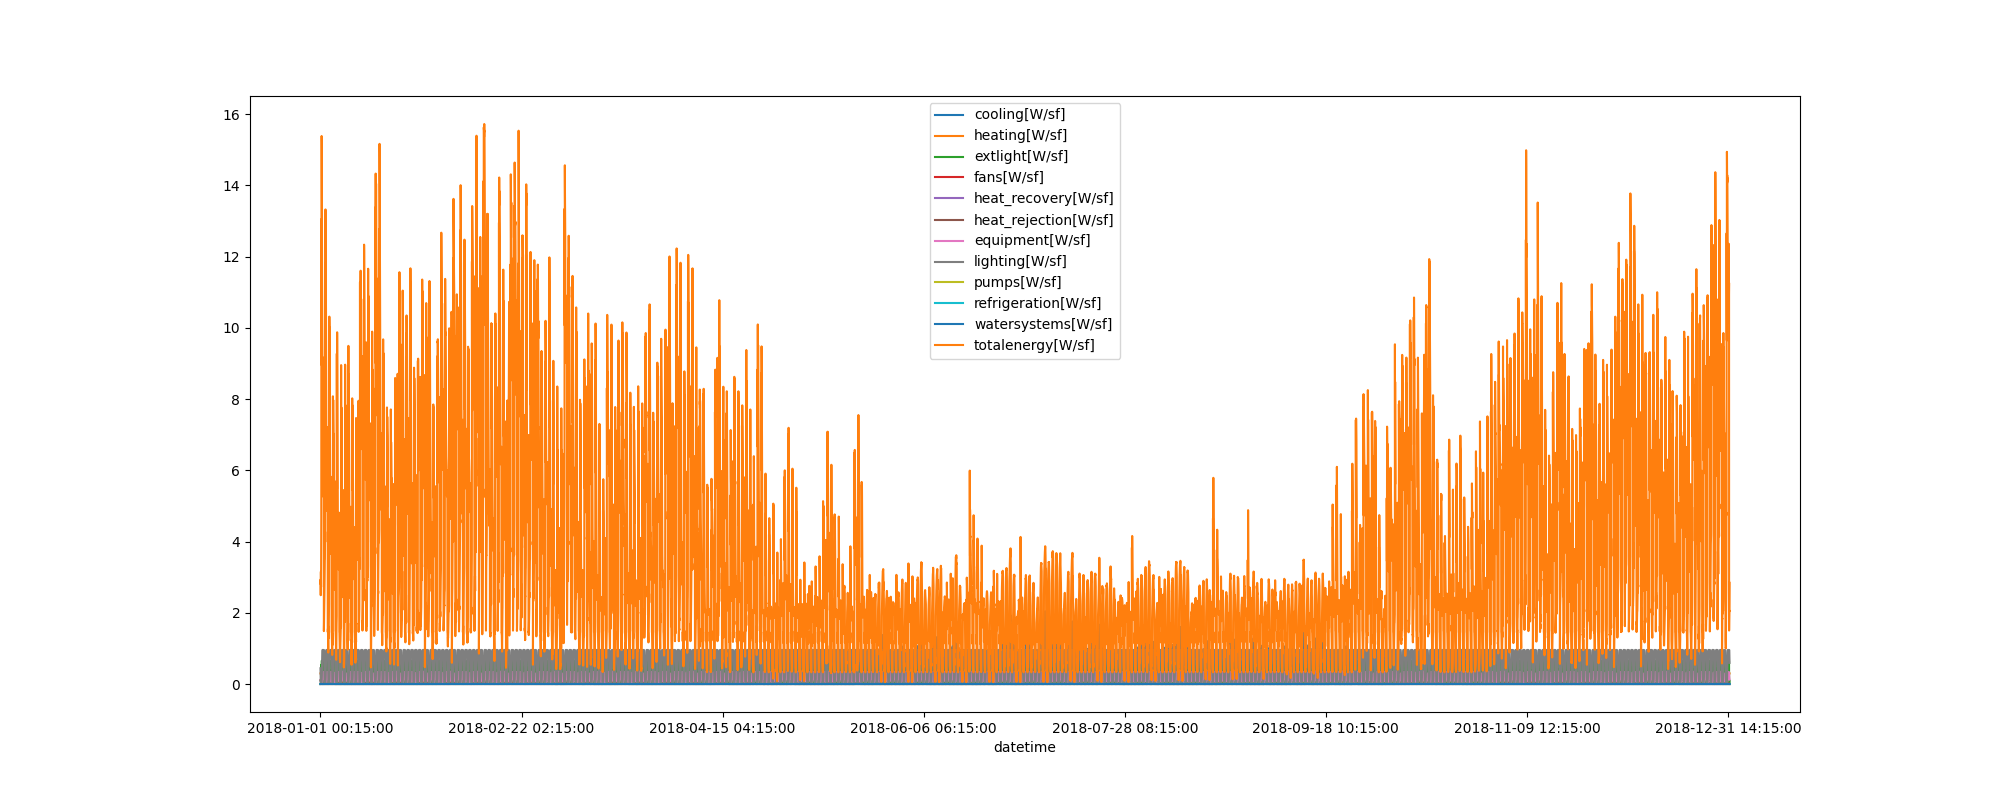 16
14
12
10
8
6
4
2
0
cooling[W/sf]
heating[W/sf]
extlight[W/sf]
fans[W/sf]
heat_recovery[W/sf]
heat_rejection[W/sf]
equipment[W/sf]
lighting[W/sf]
pumps[W/sf]
refrigeration[W/sf]
watersystems[W/sf]
totalenergy[W/sf]
2018-01-01 00:15:00 2018-02-22 02:15:00 2018-04-15 04:15:00 2018-06-06 06:15:00 2018-07-28 08:15:00 2018-09-18 10:15:00 2018-11-09 12:15:00 2018-12-31 14:15:00
datetime